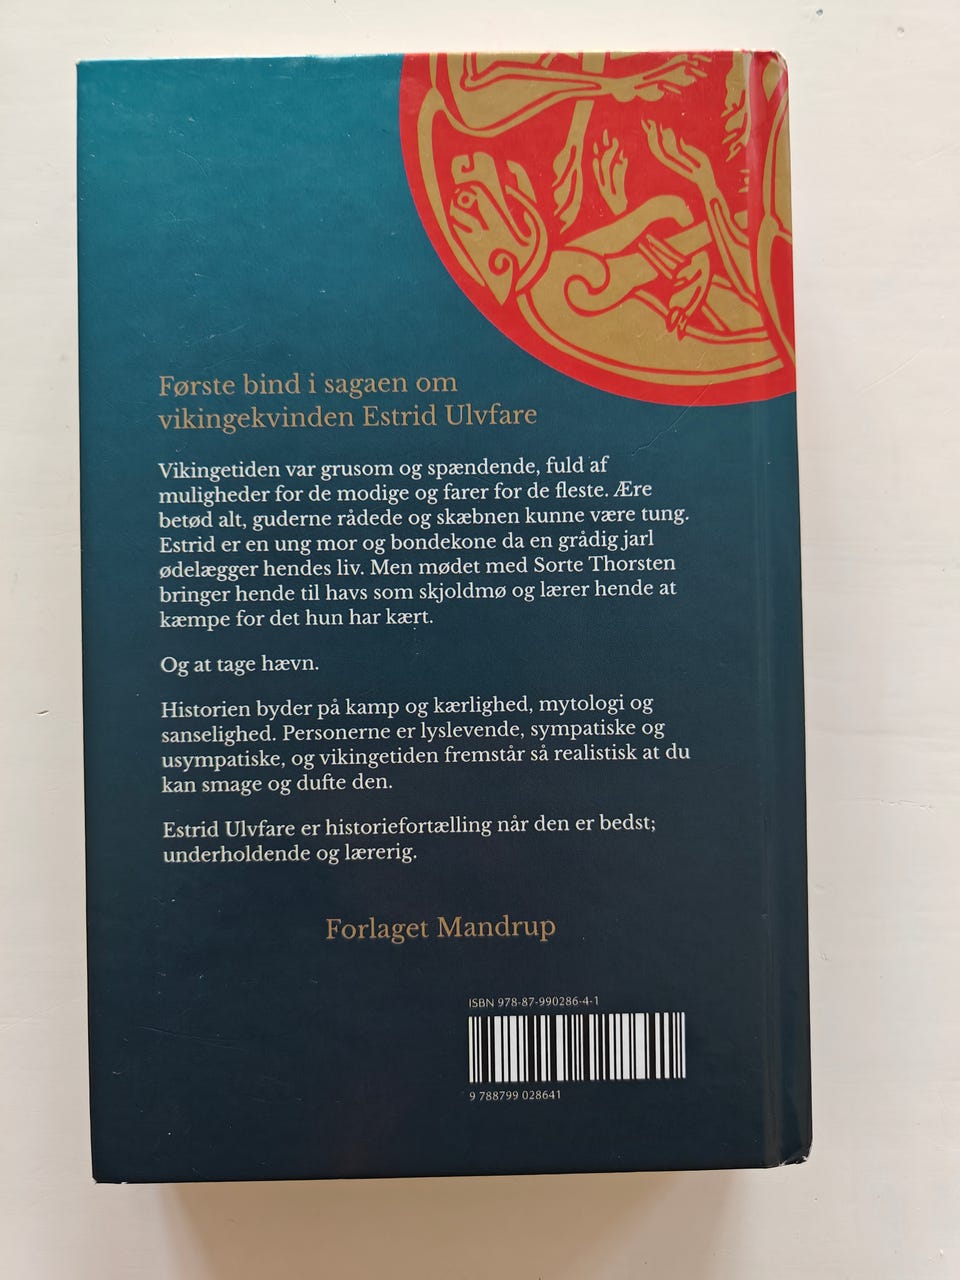 Første bind i sagaen om
vikingekvinden Estrid Ulvfare
Vikingetiden var grusom og spændende, fuld af
muligheder for de modige og farer for de fleste. Ære
betød alt, guderne rådede og skæbnen kunne være tung.
Estrid er en ung mor og bondekone da en grådig jarl
ødelægger hendes liv. Men mødet med Sorte Thorsten
bringer hende til havs som skjoldmø og lærer hende at
kæmpe for det hun har kært.
Og at tage hævn.
Historien byder på kamp og kærlighed, mytologi og
sanselighed. Personerne er lyslevende, sympatiske og
usympatiske, og vikingetiden fremstår så realistisk at du
kan smage og dufte den.
Estrid Ulvfare er historiefortælling når den er bedst;
underholdende og lærerig.
Forlaget Mandrup
ISBN 978-87-990286-4-1
9 788799 028641